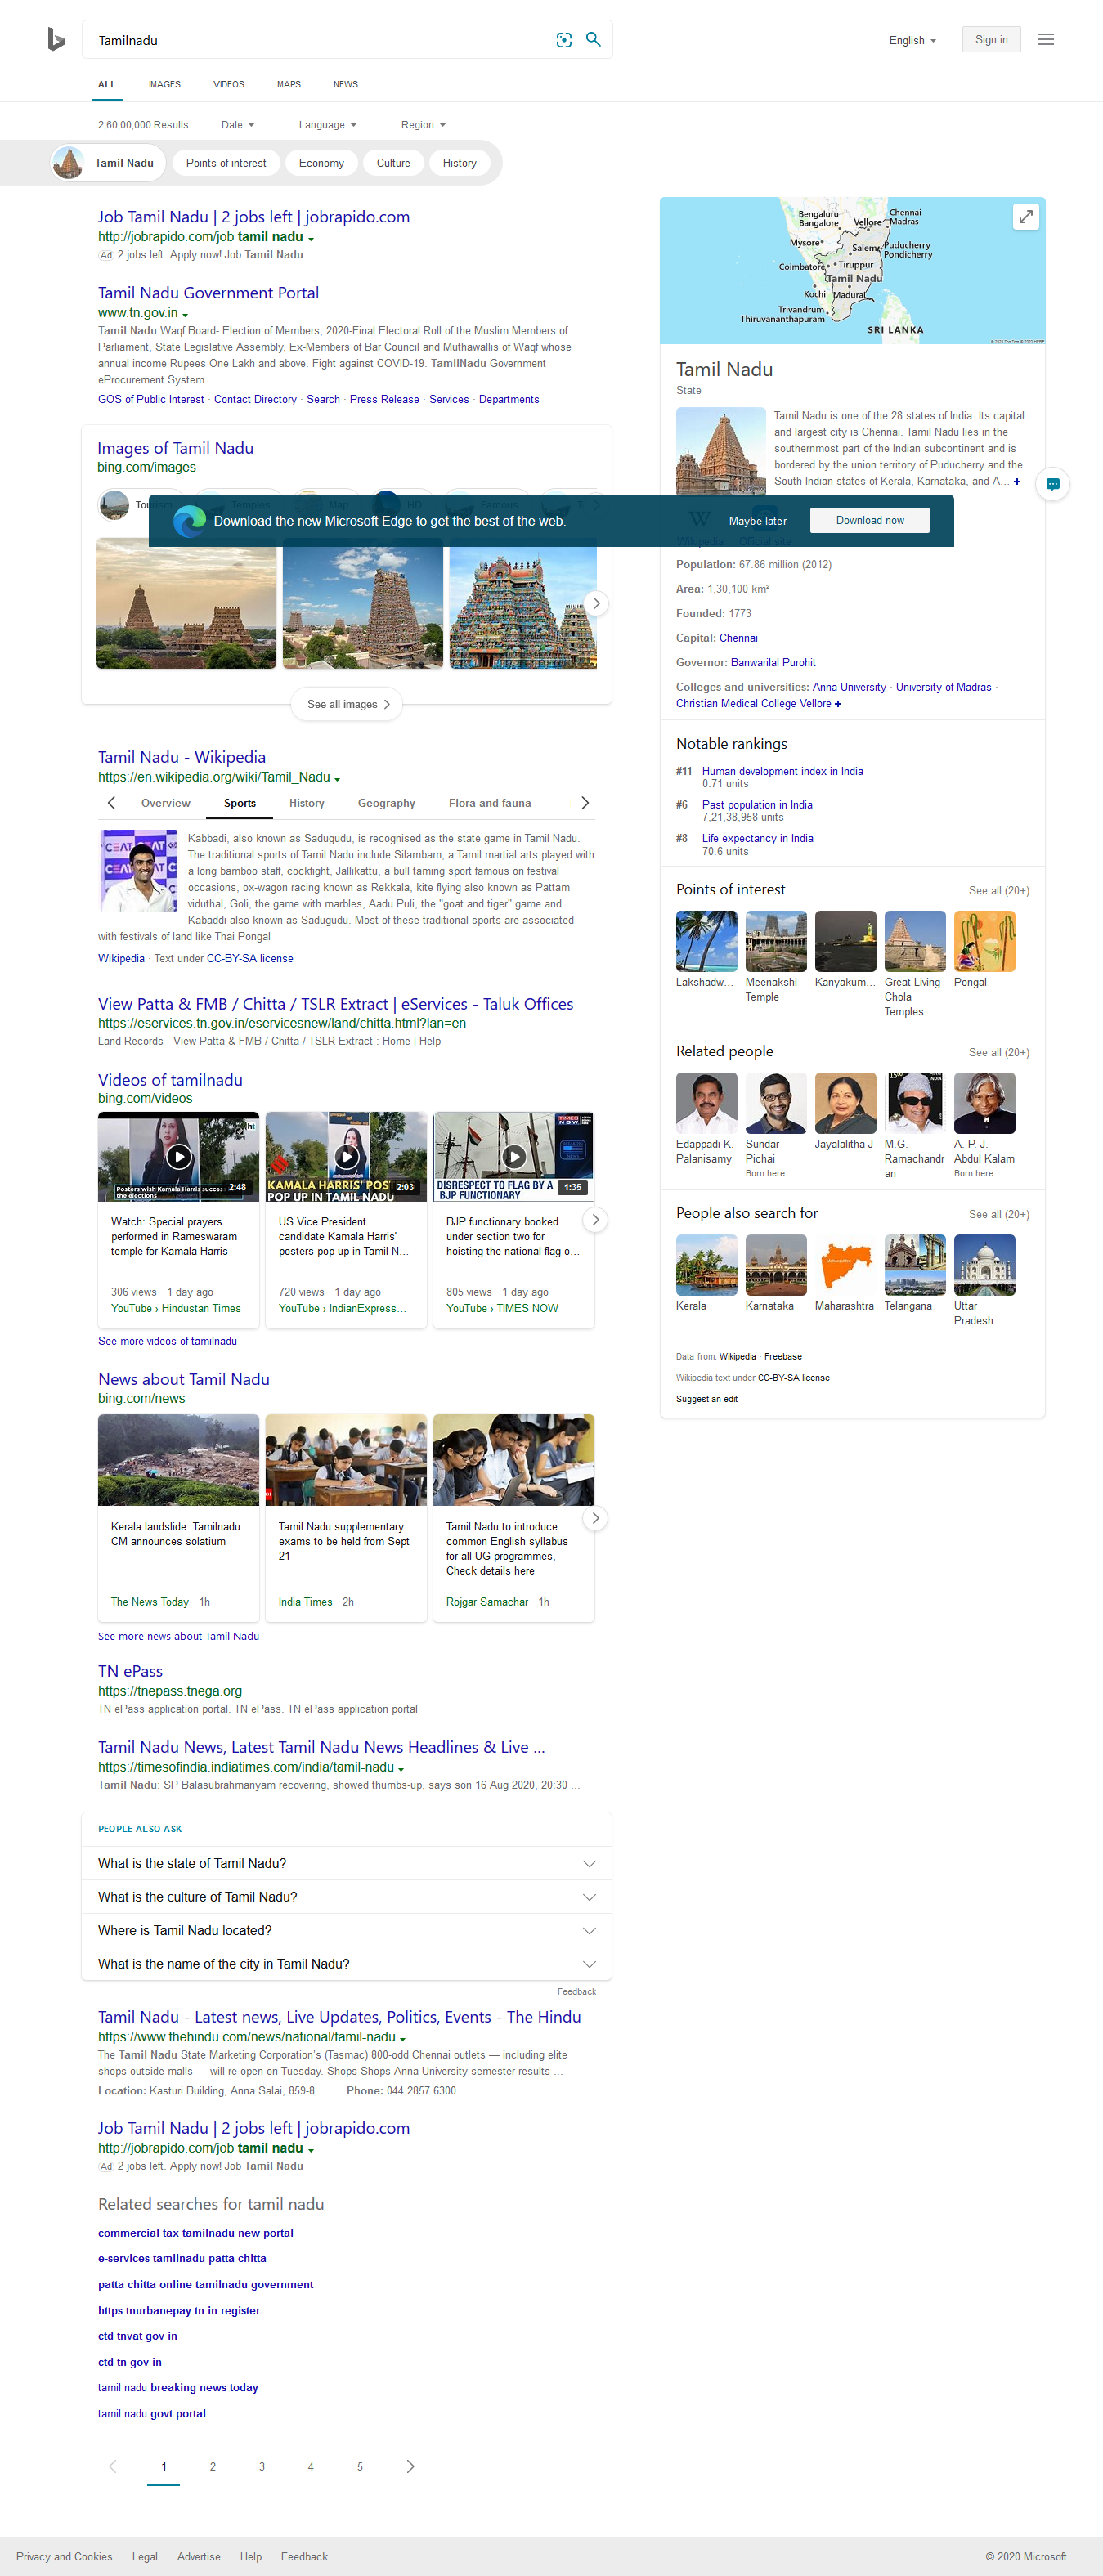 Tamilnadu
English
Sign in
ALL
IMAGES
VIDEOS
MAPS
NEWS
2,60,00,000 Results
Date
Language
Region
Tamil Nadu
Points of interest
Economy
Culture
History
Job Tamil Nadu | 2 jobs left | jobrapido.com
http://jobrapido.com/job tamil nadu
Ad 2 jobs left. Apply now! Job Tamil Nadu
Tamil Nadu Government Portal
www.tn.gov.in
Tamil Nadu Waqf Board- Election of Members, 2020-Final Electoral Roll of the Muslim Members of
Parliament, State Legislative Assembly, Ex-Members of Bar Council and Muthawallis of Waqf whose
annual income Rupees One Lakh and above. Fight against COVID-19. TamilNadu Government
eProcurement System
GOS of Public Interest · Contact Directory · Search · Press Release · Services · Departments
Images of Tamil Nadu
bing.com/images
Tourism
Temples
Map
HD
Famous
Download the new Microsoft Edge to get the best of the web.
Maybe later
Download now
See all images
Tamil Nadu - Wikipedia
https://en.wikipedia.org/wiki/Tamil_Nadu
Overview
Sports
History
Geography
Flora and fauna
CEAT
Kabbadi, also known as Sadugudu, is recognised as the state game in Tamil Nadu.
The traditional sports of Tamil Nadu include Silambam, a Tamil martial arts played with
a long bamboo staff, cockfight, Jallikattu, a bull taming sport famous on festival
occasions, ox-wagon racing known as Rekkala, kite flying also known as Pattam
viduthal, Goli, the game with marbles, Aadu Puli, the "goat and tiger" game and
Kabaddi also known as Sadugudu. Most of these traditional sports are associated
with festivals of land like Thai Pongal
Wikipedia · Text under CC-BY-SA license
View Patta & FMB / Chitta / TSLR Extract | eServices - Taluk Offices
https://eservices.tn.gov.in/eservicesnew/land/chitta.html?lan=en
Land Records - View Patta & FMB / Chitta / TSLR Extract : Home | Help
Videos of tamilnadu
bing.com/videos
ht
Posters wish Kamala Harris succes
the elections
2:48
KAMALA HARRIS' POS
POP UP IN TAMIL NADU
2:03
TIMES NOW
DISRESPECT TO FLAG BY A
BJP FUNCTIONARY
1:35
Watch: Special prayers
performed in Rameswaram
temple for Kamala Harris
306 views · 1 day ago
YouTube › Hindustan Times
US Vice President
candidate Kamala Harris'
posters pop up in Tamil N...
720 views · 1 day ago
YouTube › IndianExpress...
BJP functionary booked
under section two for
hoisting the national flag o...
805 views · 1 day ago
YouTube › TIMES NOW
See more videos of tamilnadu
News about Tamil Nadu
bing.com/news
Kerala landslide: Tamilnadu
CM announces solatium
The News Today · 1h
Tamil Nadu supplementary
exams to be held from Sept
21
India Times · 2h
Tamil Nadu to introduce
common English syllabus
for all UG programmes,
Check details here
Rojgar Samachar · 1h
See more news about Tamil Nadu
TN ePass
https://tnepass.tnega.org
TN ePass application portal. TN ePass. TN ePass application portal
Tamil Nadu News, Latest Tamil Nadu News Headlines & Live ...
https://timesofindia.indiatimes.com/india/tamil-nadu
Tamil Nadu: SP Balasubrahmanyam recovering, showed thumbs-up, says son 16 Aug 2020, 20:30 ...
PEOPLE ALSO ASK
What is the state of Tamil Nadu?
What is the culture of Tamil Nadu?
Where is Tamil Nadu located?
What is the name of the city in Tamil Nadu?
Feedback
Tamil Nadu - Latest news, Live Updates, Politics, Events - The Hindu
https://www.thehindu.com/news/national/tamil-nadu
The Tamil Nadu State Marketing Corporation's (Tasmac) 800-odd Chennai outlets — including elite
shops outside malls — will re-open on Tuesday. Shops Shops Anna University semester results ...
Location: Kasturi Building, Anna Salai, 859-8... Phone: 044 2857 6300
Job Tamil Nadu | 2 jobs left | jobrapido.com
http://jobrapido.com/job tamil nadu
Ad 2 jobs left. Apply now! Job Tamil Nadu
Related searches for tamil nadu
commercial tax tamilnadu new portal
e-services tamilnadu patta chitta
patta chitta online tamilnadu government
https tnurbanepay tn in register
ctd tnvat gov in
ctd tn gov in
tamil nadu breaking news today
tamil nadu govt portal
1 2 3 4 5
Bengaluru
Bangalore
Chennai
Madras
Vellore
Mysore
Salem
Puducherry
Pondicherry
Coimbatore
Tiruppur
Tamil Nadu
Kochi
Madurai
Trivandrum
Thiruvananthapuram
SRI LANKA
© 2020 TomTom © 2020 HERE
Tamil Nadu
State
Tamil Nadu is one of the 28 states of India. Its capital
and largest city is Chennai. Tamil Nadu lies in the
southernmost part of the Indian subcontinent and is
bordered by the union territory of Puducherry and the
South Indian states of Kerala, Karnataka, and A... +
Wikipedia
Official site
Population: 67.86 million (2012)
Area: 1,30,100 km²
Founded: 1773
Capital: Chennai
Governor: Banwarilal Purohit
Colleges and universities: Anna University · University of Madras ·
Christian Medical College Vellore +
Notable rankings
#11 Human development index in India
0.71 units
#6 Past population in India
7,21,38,958 units
#8 Life expectancy in India
70.6 units
Points of interest
See all (20+)
Lakshadw...
Meenakshi
Temple
Kanyakum...
Great Living
Chola
Temples
Pongal
Related people
See all (20+)
Edappadi K.
Palanisamy
Sundar
Pichai
Born here
Jayalalitha J
M.G.
Ramachandr
an
A. P. J.
Abdul Kalam
Born here
People also search for
See all (20+)
Kerala
Karnataka
Maharashtra
Telangana
Uttar
Pradesh
Data from: Wikipedia · Freebase
Wikipedia text under CC-BY-SA license
Suggest an edit
Privacy and Cookies
Legal
Advertise
Help
Feedback
© 2020 Microsoft